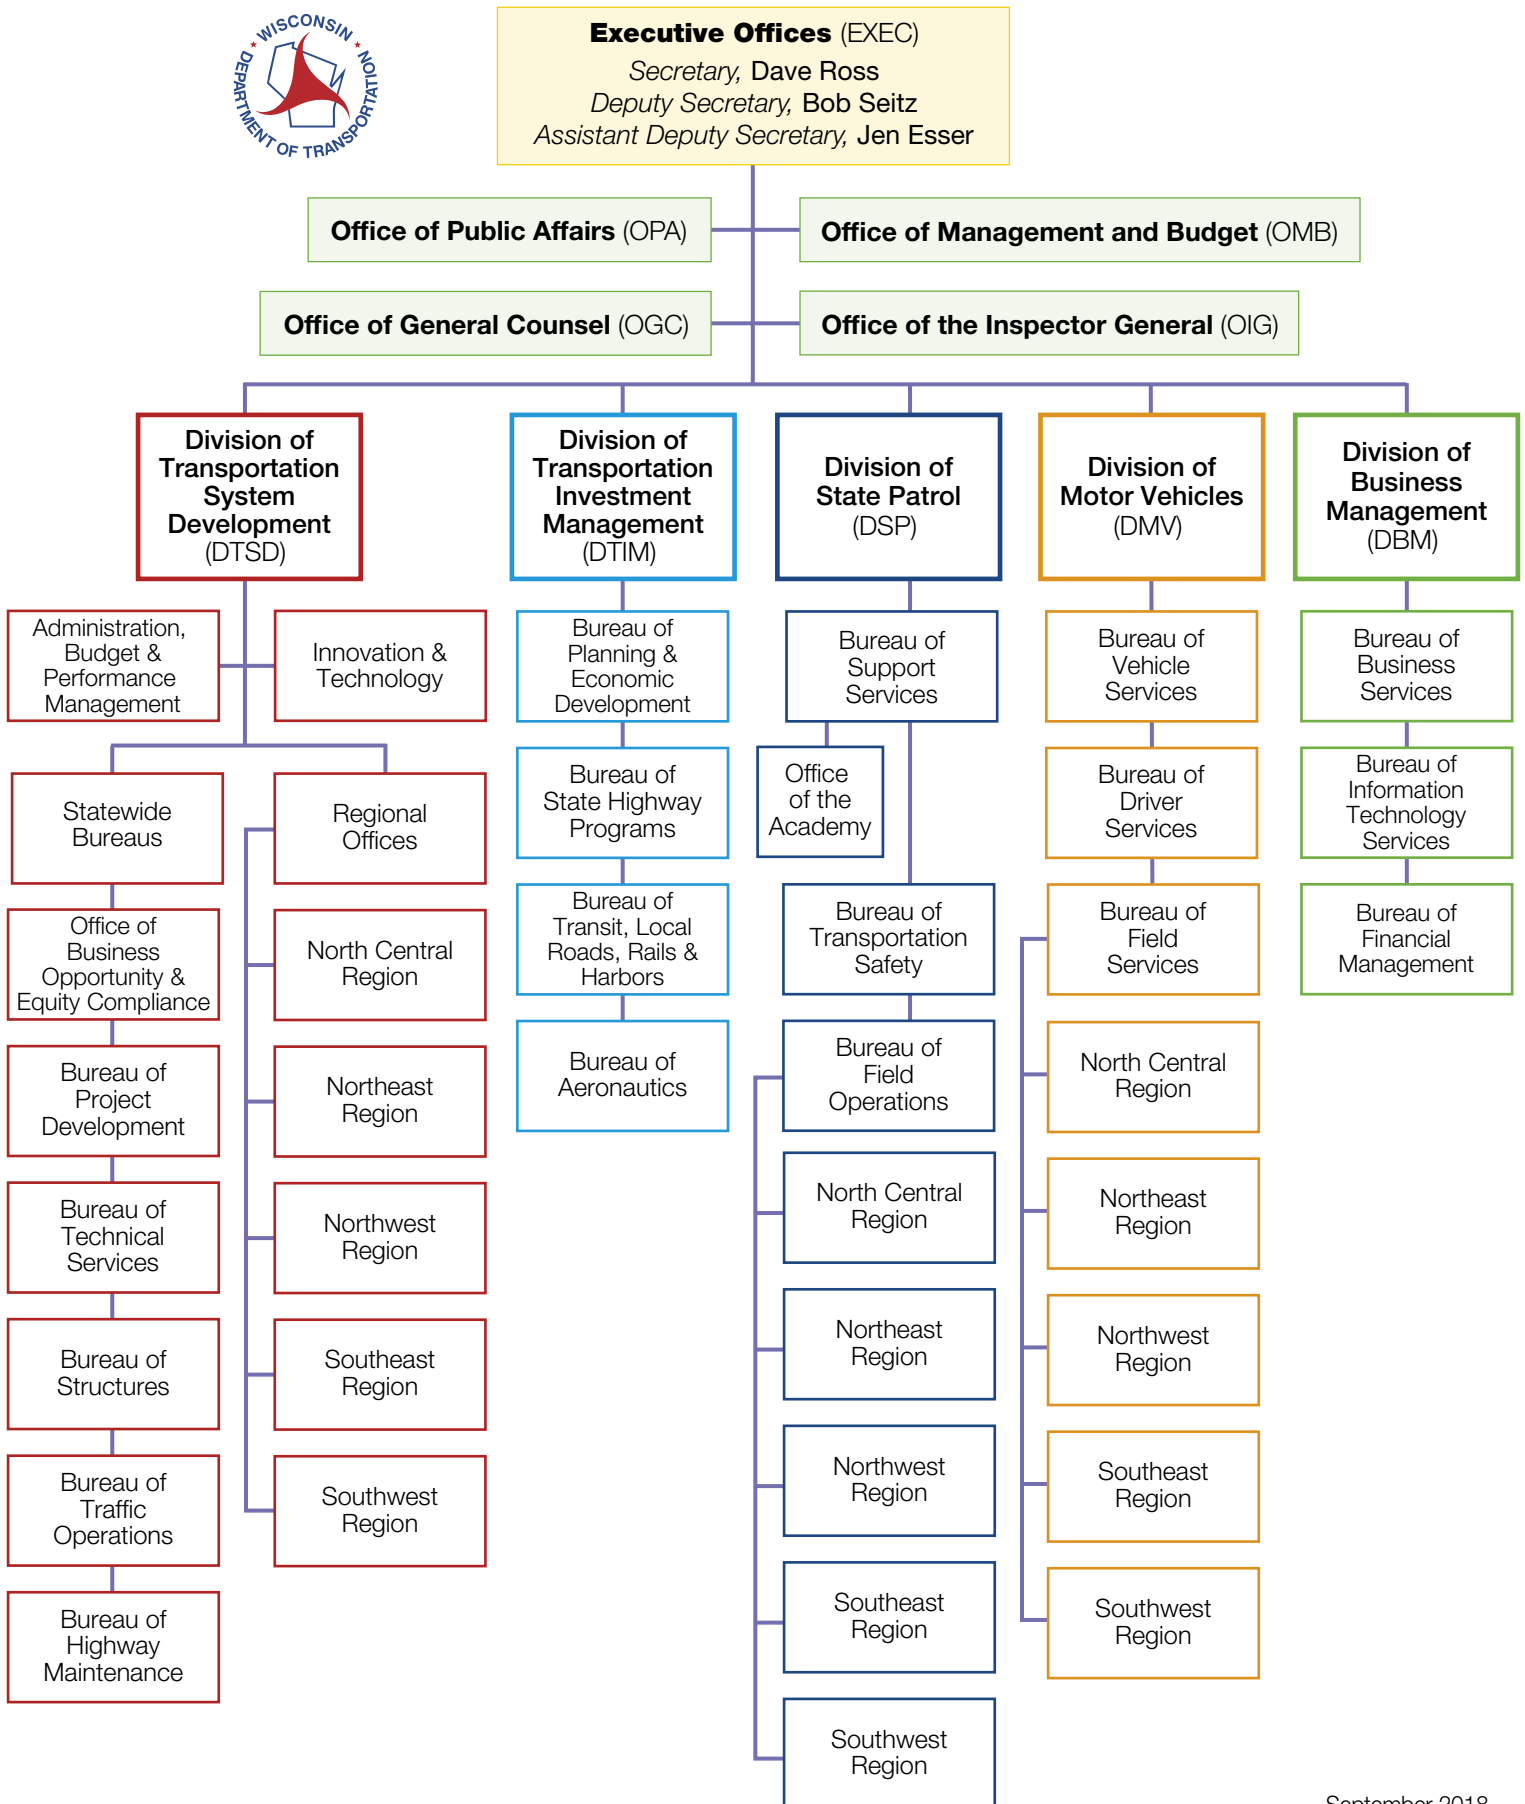 WISCONSIN
DEPARTMENT OF TRANSPORTATION
Executive Offices (EXEC)
Secretary, Dave Ross
Deputy Secretary, Bob Seitz
Assistant Deputy Secretary, Jen Esser
Office of Public Affairs (OPA)
Office of Management and Budget (OMB)
Office of General Counsel (OGC)
Office of the Inspector General (OIG)
Division of
Transportation
System
Development
(DTSD)
Division of
Transportation
Investment
Management
(DTIM)
Division of
State Patrol
(DSP)
Division of
Motor Vehicles
(DMV)
Division of
Business
Management
(DBM)
Administration,
Budget &
Performance
Management
Innovation &
Technology
Statewide
Bureaus
Office of
Business
Opportunity &
Equity Compliance
Bureau of
Project
Development
Bureau of
Technical
Services
Bureau of
Structures
Bureau of
Traffic
Operations
Bureau of
Highway
Maintenance
Regional
Offices
North Central
Region
Northeast
Region
Northwest
Region
Southeast
Region
Southwest
Region
Bureau of
Planning &
Economic
Development
Bureau of
State Highway
Programs
Bureau of
Transit, Local
Roads, Rails &
Harbors
Bureau of
Aeronautics
Bureau of
Support
Services
Office
of the
Academy
Bureau of
Transportation
Safety
Bureau of
Field
Operations
North Central
Region
Northeast
Region
Northwest
Region
Southeast
Region
Southwest
Region
Bureau of
Vehicle
Services
Bureau of
Driver
Services
Bureau of
Field
Services
North Central
Region
Northeast
Region
Northwest
Region
Southeast
Region
Southwest
Region
Bureau of
Business
Services
Bureau of
Information
Technology
Services
Bureau of
Financial
Management
September 2018